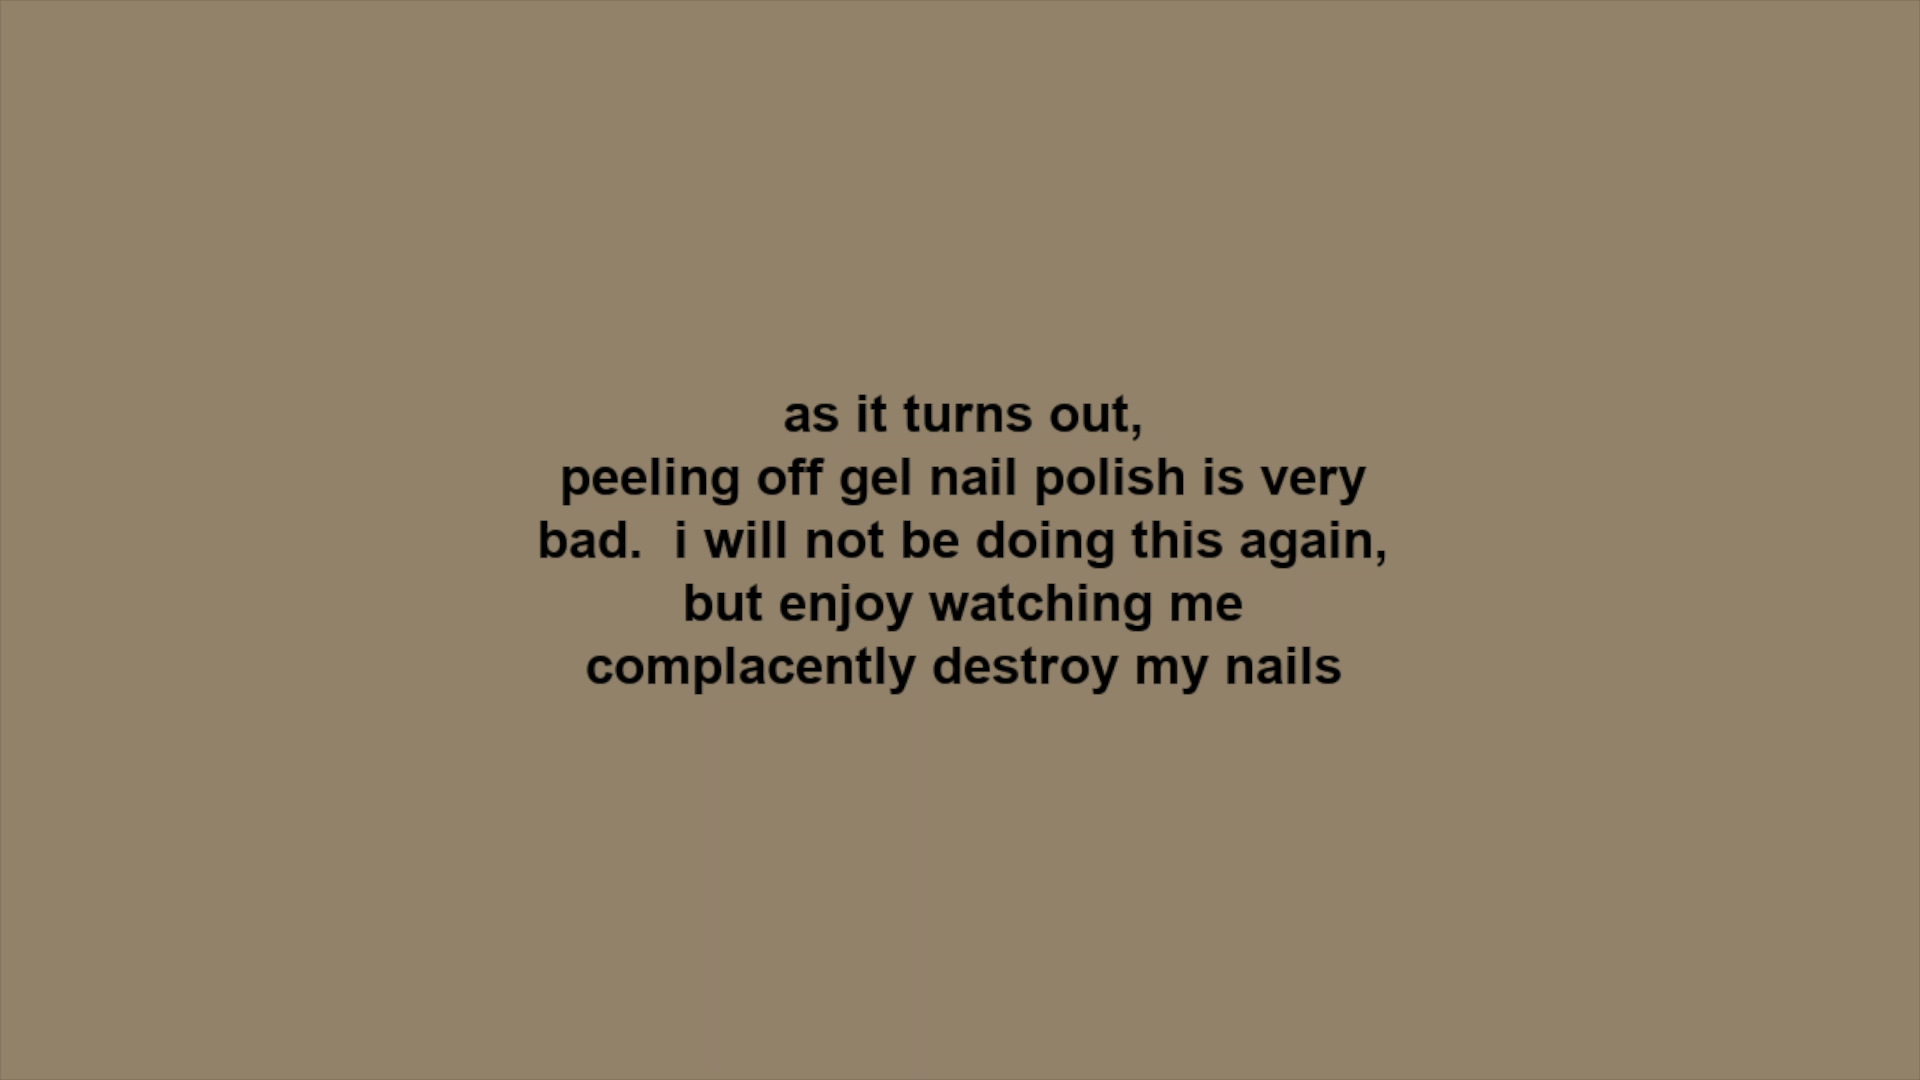 as it turns out,
peeling off gel nail polish is very
bad.  i will not be doing this again,
but enjoy watching me
complacently destroy my nails